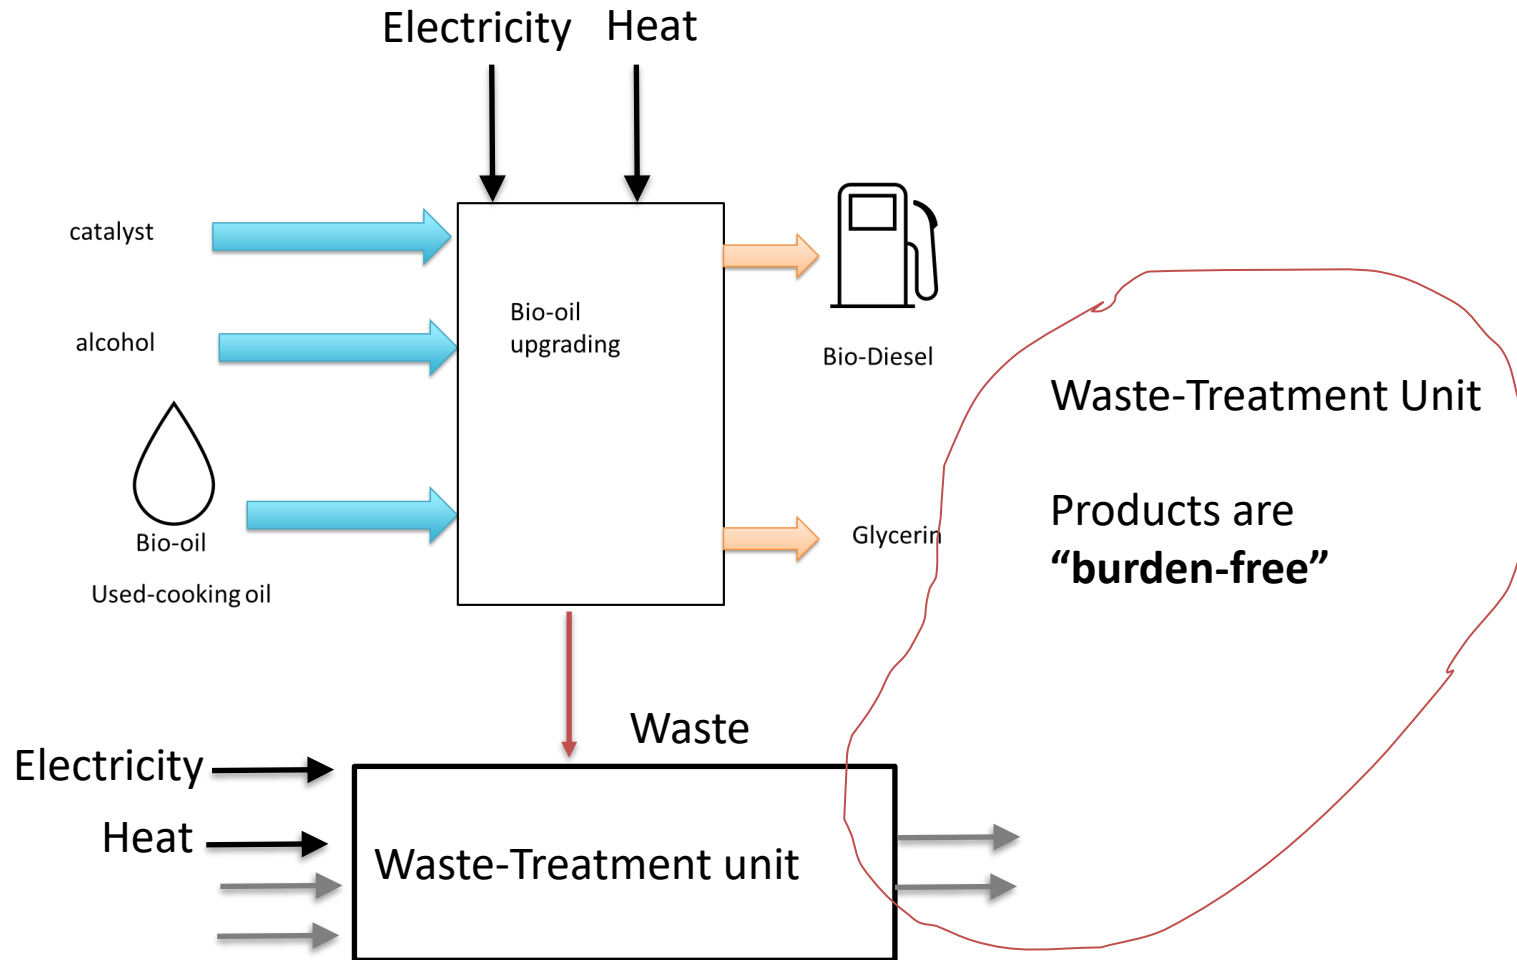 Electricity Heat
catalyst
alcohol
Bio-oil
Used-cooking oil
Bio-oil
upgrading
Bio-Diesel
Glycerin
Waste-Treatment Unit
Products are
“burden-free”
Waste
Electricity
Heat
Waste-Treatment unit